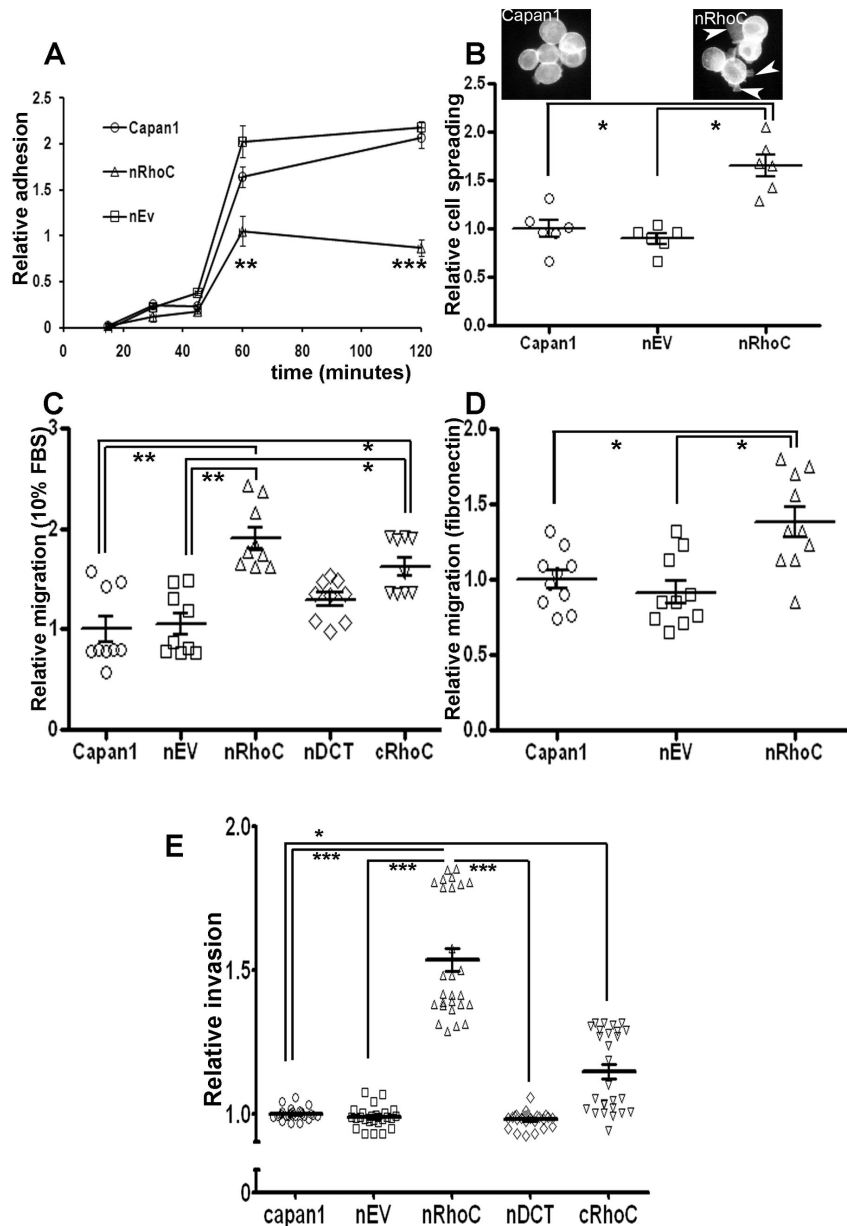 A
Relative adhesion
2.5
2
1.5
1
0.5
0
Capan1
nRhoC
nEv
**
***
0
20
40
60
80
100
120
time (minutes)
B
Capan1
nRhoC
Relative cell spreading
2.5
2.0
1.5
1.0
0.5
0.0
*
*
Capan1
nEV
nRhoC
C
Relative migration (10% FBS)
3
2
1
0
**
**
*
*
Capan1
nEV
nRhoC
nDCT
cRhoC
D
Relative migration (fibronectin)
2.0
1.5
1.0
0.5
0.0
*
*
Capan1
nEV
nRhoC
E
Relative invasion
2.0
1.5
1.0
0
*
***
***
***
capan1
nEV
nRhoC
nDCT
cRhoC